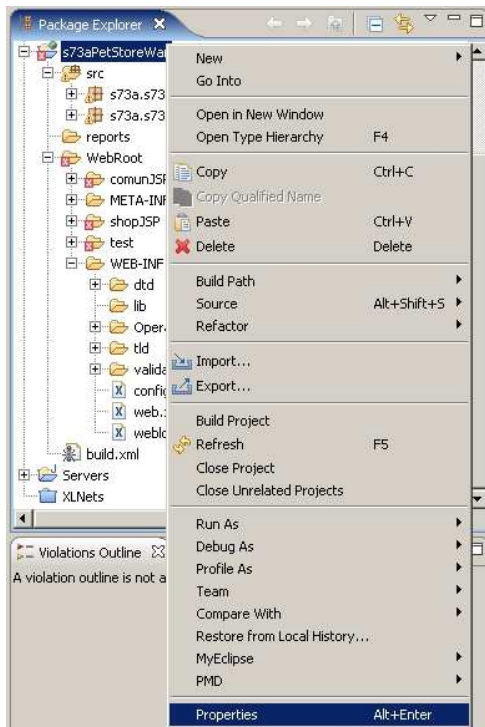 Package Explorer
s73aPetStoreWar
src
s73a.s73
s73a.s73
reports
WebRoot
comunJSP
META-INF
shopJSP
test
WEB-INF
dtd
lib
Oper
tld
valida
config
web.
weblo
build.xml
Servers
XLNets
Violations Outline
A violation outline is not a
New
Go Into
Open in New Window
Open Type Hierarchy F4
Copy Ctrl+C
Copy Qualified Name
Paste Ctrl+V
Delete Delete
Build Path
Source Alt+Shift+S
Refactor
Import...
Export...
Build Project
Refresh F5
Close Project
Close Unrelated Projects
Run As
Debug As
Profile As
Team
Compare With
Restore from Local History...
MyEclipse
PMD
Properties Alt+Enter